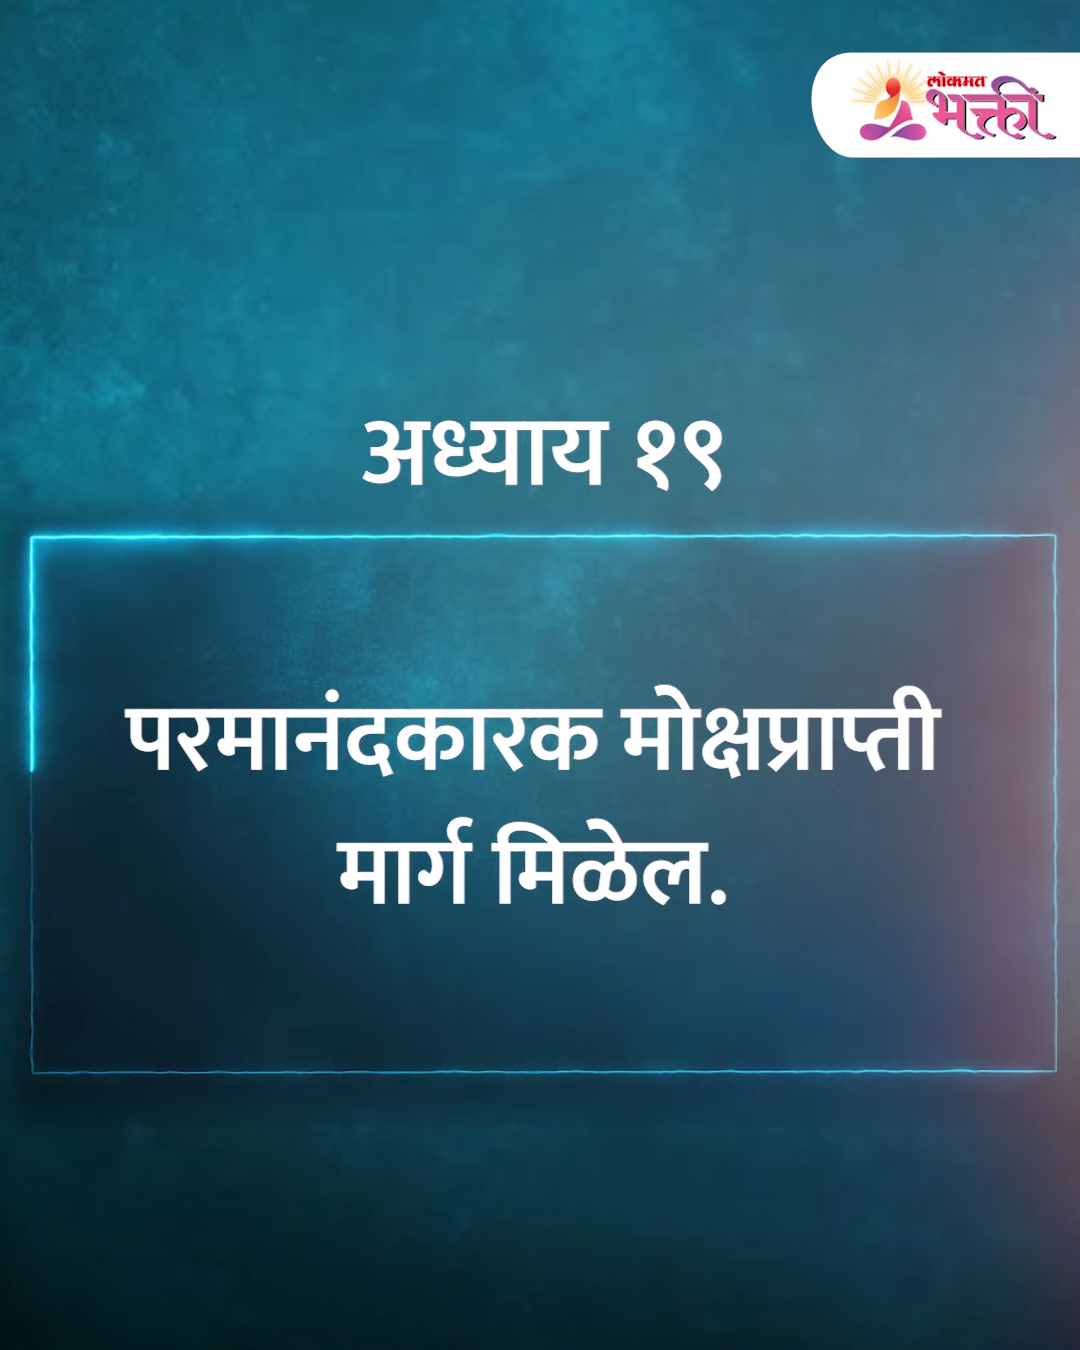 लोकमत
भक्ती
अध्याय १९
परमानंदकारक मोक्षप्राप्ती
मार्ग मिळेल.